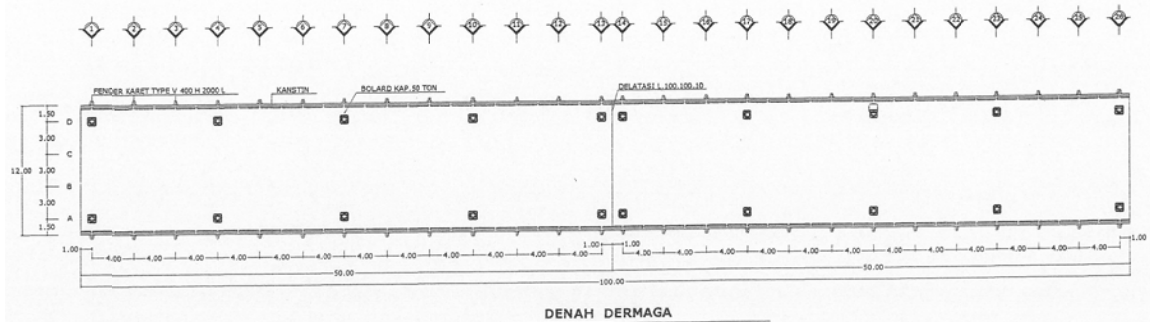 1 2 3 4 5 6 7 8 9 10 11 12 13 14 15 16 17 18 19 20 21 22 23 24 25 26
FENDER KARET TYPE V 400 H 2000 L
KANSTIN
BOLARD KAP.50 TON
DELATASI L.100.100.10
1.50 D
3.00
C
12.00 3.00
B
3.00
A
1.50
1.00 1.00 1.00 1.00
4.00 4.00 4.00 4.00 4.00 4.00 4.00 4.00 4.00 4.00 4.00 4.00 4.00 4.00 4.00 4.00 4.00 4.00 4.00 4.00 4.00 4.00 4.00 4.00
50.00 50.00
100.00
DENAH DERMAGA